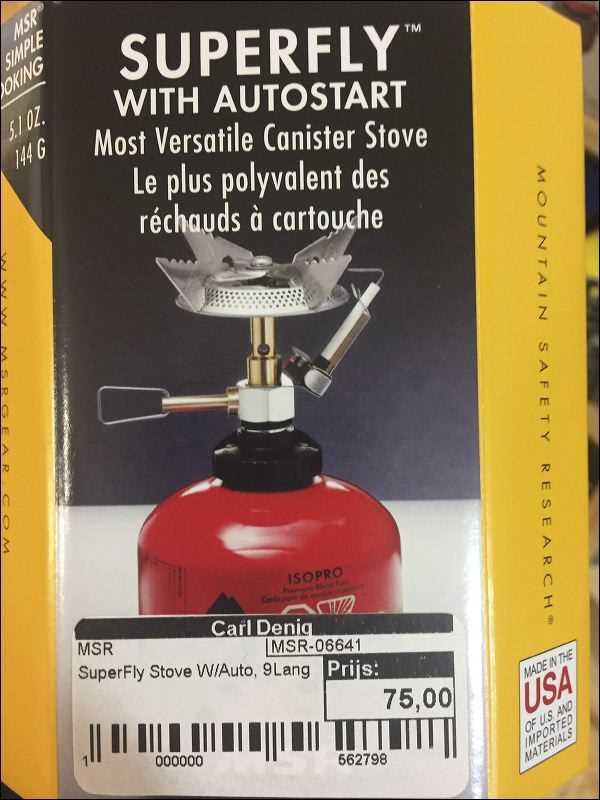 MSR®
SIMPLE
OOKING
5.1 OZ.
144 G
WWW.MSRGEAR.COM
SUPERFLY™
WITH AUTOSTART
Most Versatile Canister Stove
Le plus polyvalent des
réchauds à cartouche
ISOPRO
Carl Denig
MSR
MSR-06641
SuperFly Stove W/Auto, 9Lang
Prijs:
75,00
1 000000 562798
MOUNTAIN SAFETY RESEARCH®
MADE IN THE
USA
OF U.S. AND
IMPORTED
MATERIALS